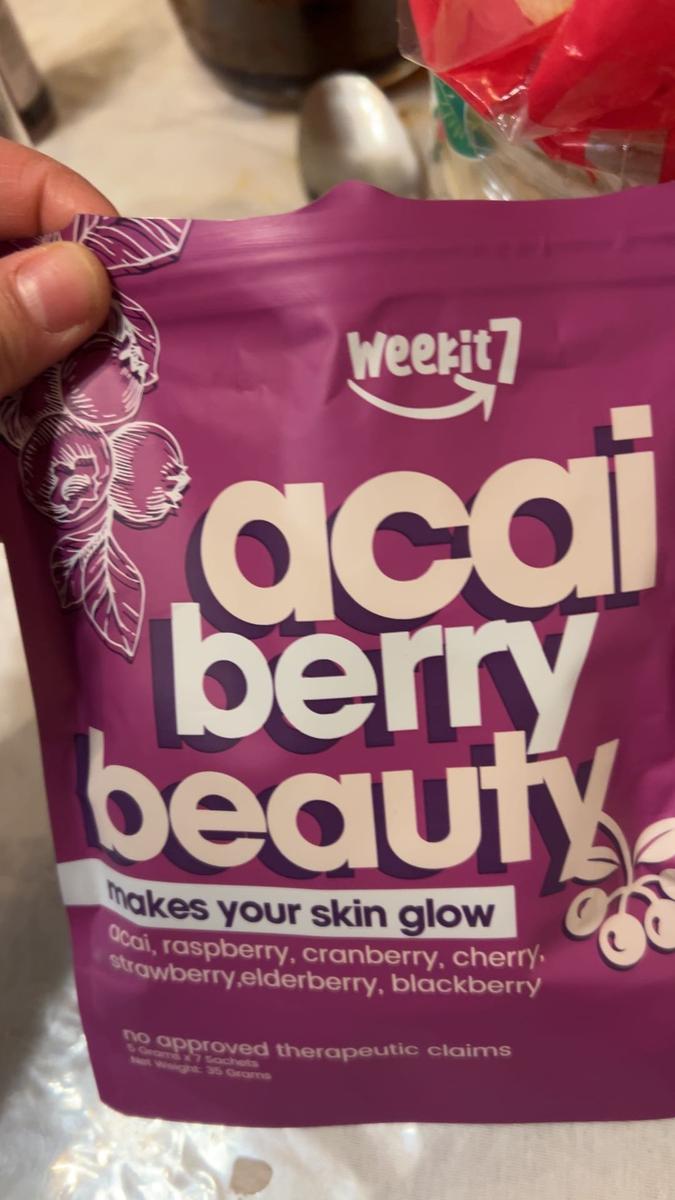 Weekit7
acai
berry
beauty
makes your skin glow
acai, raspberry, cranberry, cherry,
strawberry,elderberry, blackberry
no approved therapeutic claims
5 Grams x 7 Sachets
Net Weight: 35 Grams